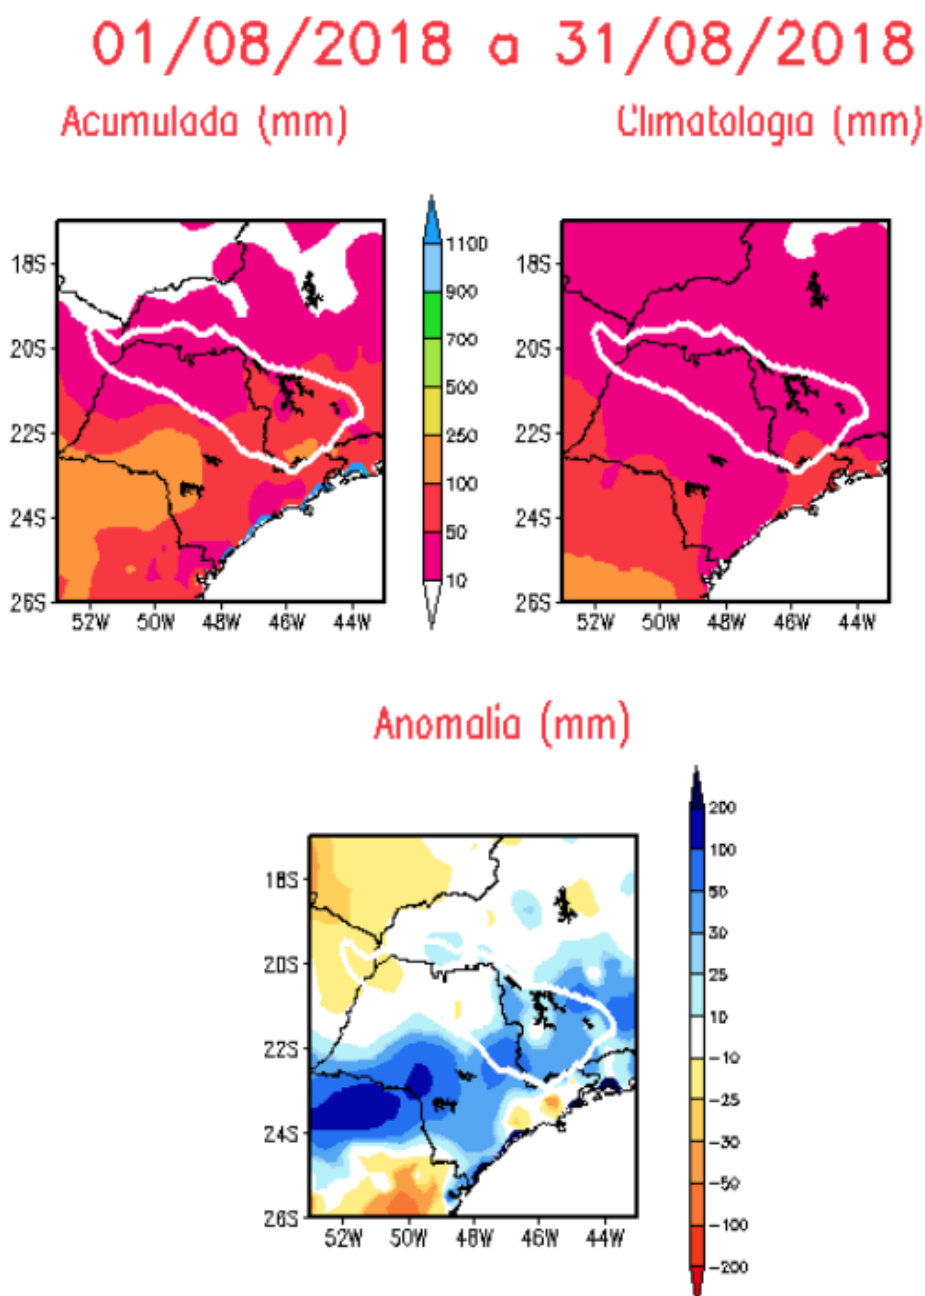 01/08/2018 a 31/08/2018
Acumulada (mm)
Climatologia (mm)
18S
20S
22S
24S
26S
52W 50W 48W 46W 44W
1100
900
700
500
250
100
50
10
18S
20S
22S
24S
26S
52W 50W 48W 46W 44W
Anomalia (mm)
18S
20S
22S
24S
26S
52W 50W 48W 46W 44W
200
100
50
30
25
10
-10
-25
-30
-50
-100
-200